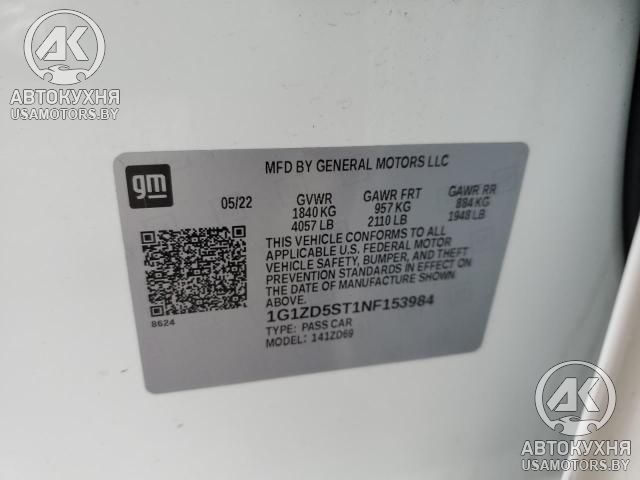 AK
АВТОКУХНЯ
USAMOTORS.BY
gm
MFD BY GENERAL MOTORS LLC
05/22 GVWR GAWR FRT GAWR RR
1840 KG 957 KG 884 KG
4057 LB 2110 LB 1948 LB
THIS VEHICLE CONFORMS TO ALL
APPLICABLE U.S. FEDERAL MOTOR
VEHICLE SAFETY, BUMPER, AND THEFT
PREVENTION STANDARDS IN EFFECT ON
THE DATE OF MANUFACTURE SHOWN
ABOVE.
8624
1G1ZD5ST1NF153984
TYPE: PASS CAR
MODEL: 141ZD69
AK
АВТОКУХНЯ
USAMOTORS.BY